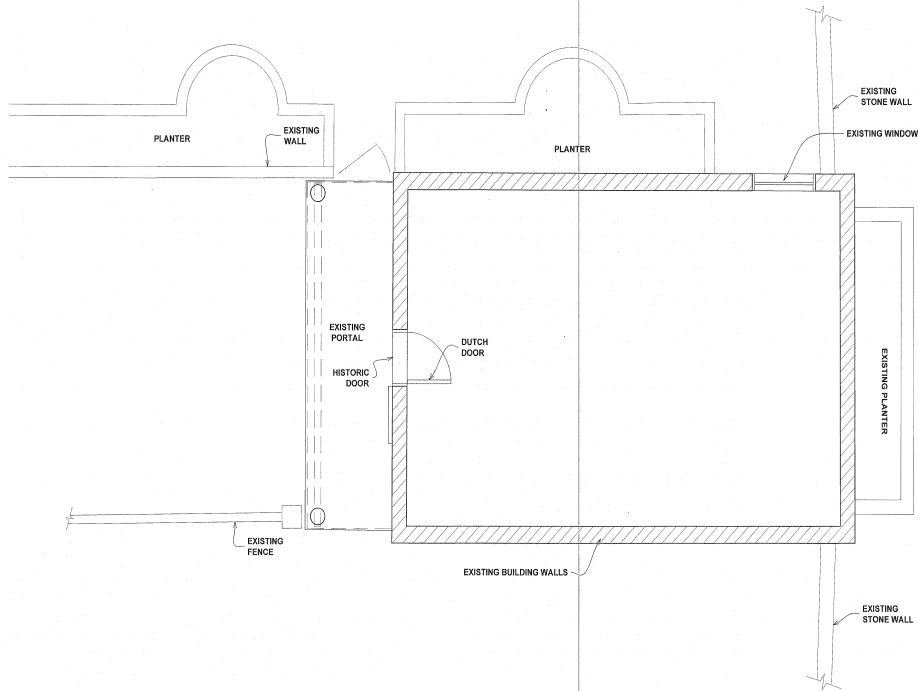 EXISTING
STONE WALL
EXISTING WINDOW
EXISTING
WALL
PLANTER
PLANTER
EXISTING
PORTAL
DUTCH
DOOR
HISTORIC
DOOR
EXISTING PLANTER
EXISTING
FENCE
EXISTING BUILDING WALLS
EXISTING
STONE WALL